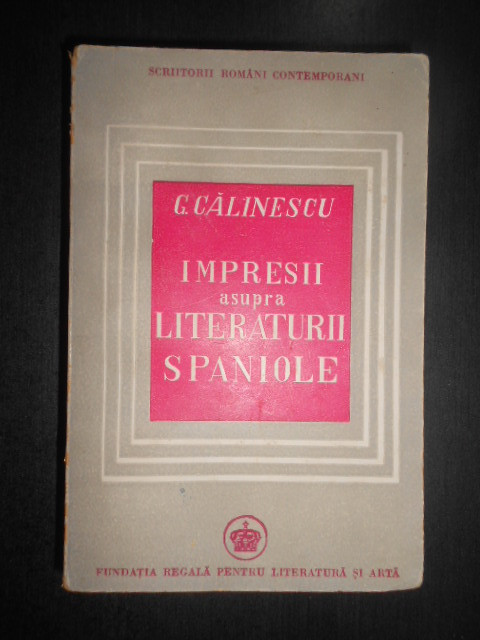 SCRIITORII ROMÂNI CONTEMPORANI
G. CĂLINESCU
IMPRESII
asupra
LITERATURII
SPANIOLE
FUNDAȚIA REGALĂ PENTRU LITERATURĂ ȘI ARTĂ